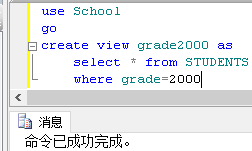 use School
go
create view grade2000 as
select * from STUDENTS
where grade=2000
消息
命令已成功完成。